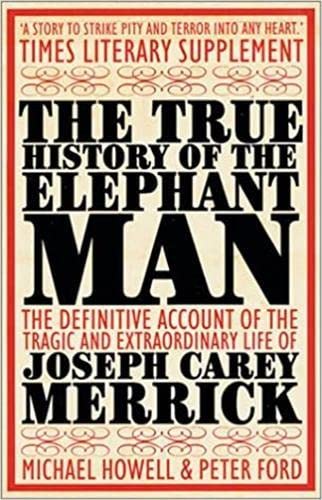 'A STORY TO STRIKE PITY AND TERROR INTO ANY HEART.'
TIMES LITERARY SUPPLEMENT
THE TRUE
HISTORY OF THE
ELEPHANT
MAN
THE DEFINITIVE ACCOUNT OF THE
TRAGIC AND EXTRAORDINARY LIFE OF
JOSEPH CAREY
MERRICK
MICHAEL HOWELL & PETER FORD